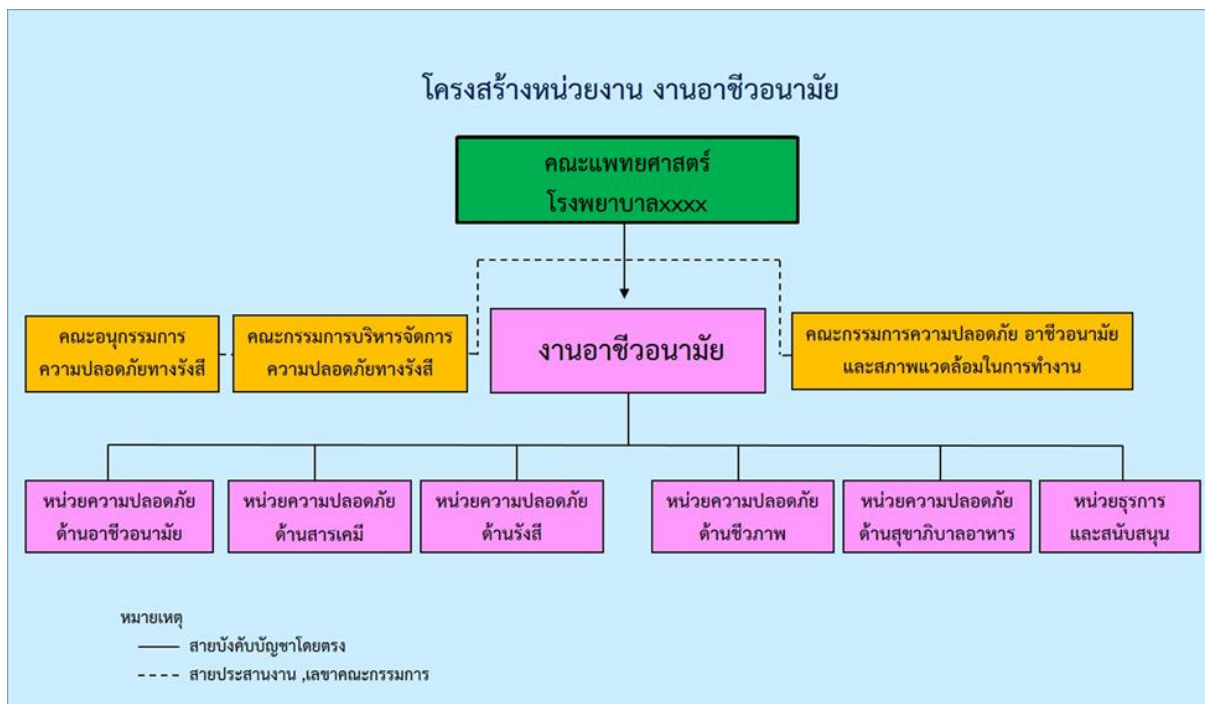 โครงสร้างหน่วยงาน งานอาชีวอนามัย
คณะแพทยศาสตร์
โรงพยาบาลxxxx
คณะอนุกรรมการ
ความปลอดภัยทางรังสี
คณะกรรมการบริหารจัดการ
ความปลอดภัยทางรังสี
งานอาชีวอนามัย
คณะกรรมการความปลอดภัย อาชีวอนามัย
และสภาพแวดล้อมในการทำงาน
หน่วยความปลอดภัย
ด้านอาชีวอนามัย
หน่วยความปลอดภัย
ด้านสารเคมี
หน่วยความปลอดภัย
ด้านรังสี
หน่วยความปลอดภัย
ด้านชีวภาพ
หน่วยความปลอดภัย
ด้านสุขาภิบาลอาหาร
หน่วยธุรการ
และสนับสนุน
หมายเหตุ
สายบังคับบัญชาโดยตรง
สายประสานงาน ,เลขาคณะกรรมการ